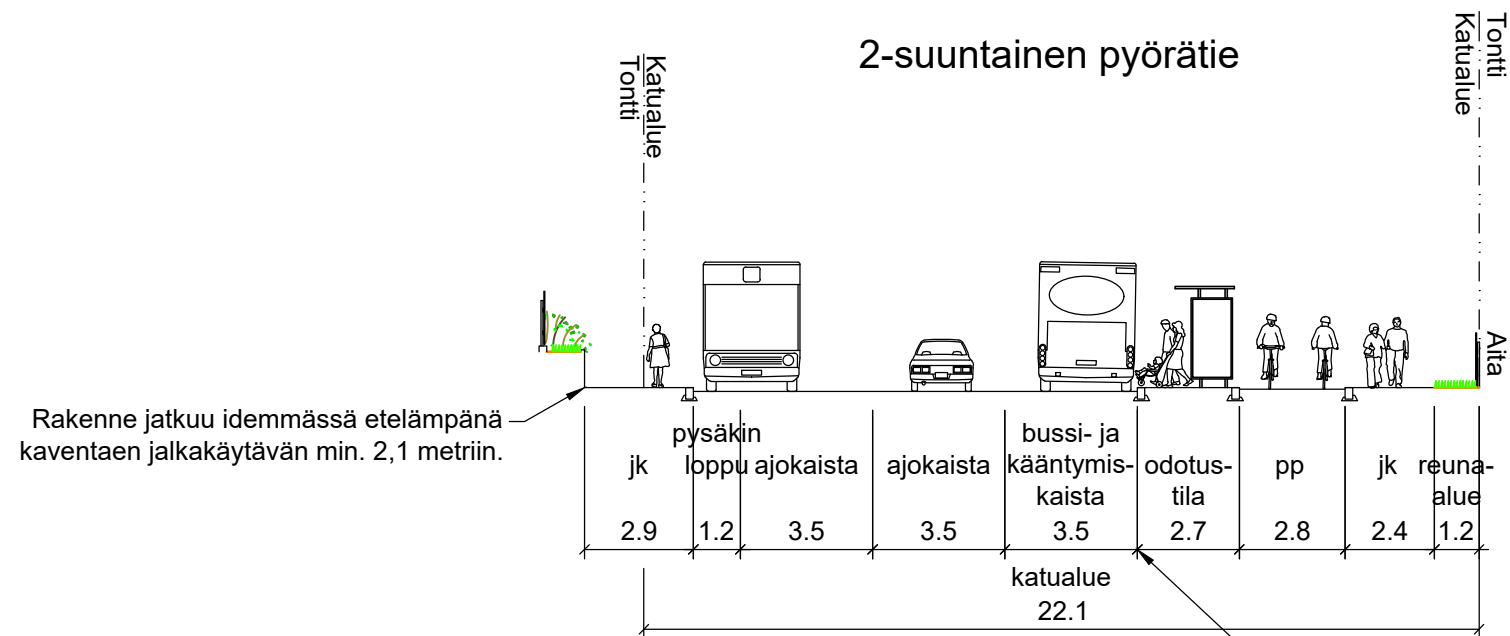 2-suuntainen pyörätie
Katualue
Tontti
Tontti
Katualue
Aita
Rakenne jatkuu idemmässä etelämpänä
kaventaen jalkakäytävän min. 2,1 metriin.
jk
pysäkin
loppu
ajokaista
ajokaista
bussi- ja
kääntymis-
kaista
odotus-
tila
pp
jk
reuna-
alue
2.9
1.2
3.5
3.5
3.5
2.7
2.8
2.4
1.2
katualue
22.1